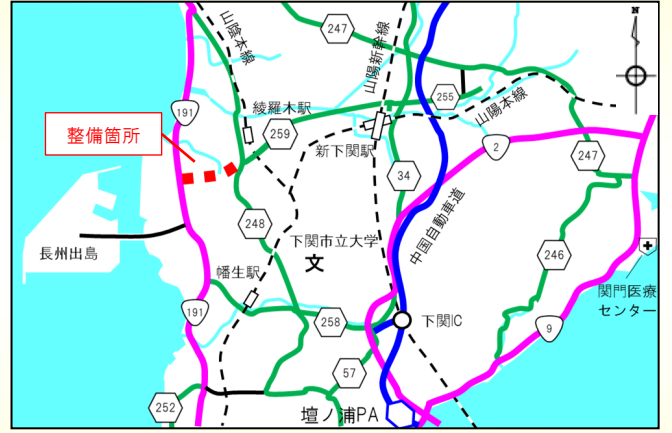 N
247
山陰本線
山陽新幹線
191
綾羅木駅
255
山陽本線
整備箇所
259
新下関駅
2
247
34
中国自動車道
248
下関市立大学
文
246
長州出島
幡生駅
関門医療
センター
191
258
下関IC
9
57
252
壇ノ浦PA